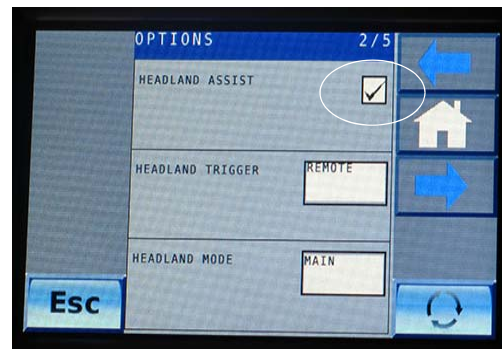 OPTIONS 2/5
HEADLAND ASSIST
HEADLAND TRIGGER REMOTE
HEADLAND MODE MAIN
Esc